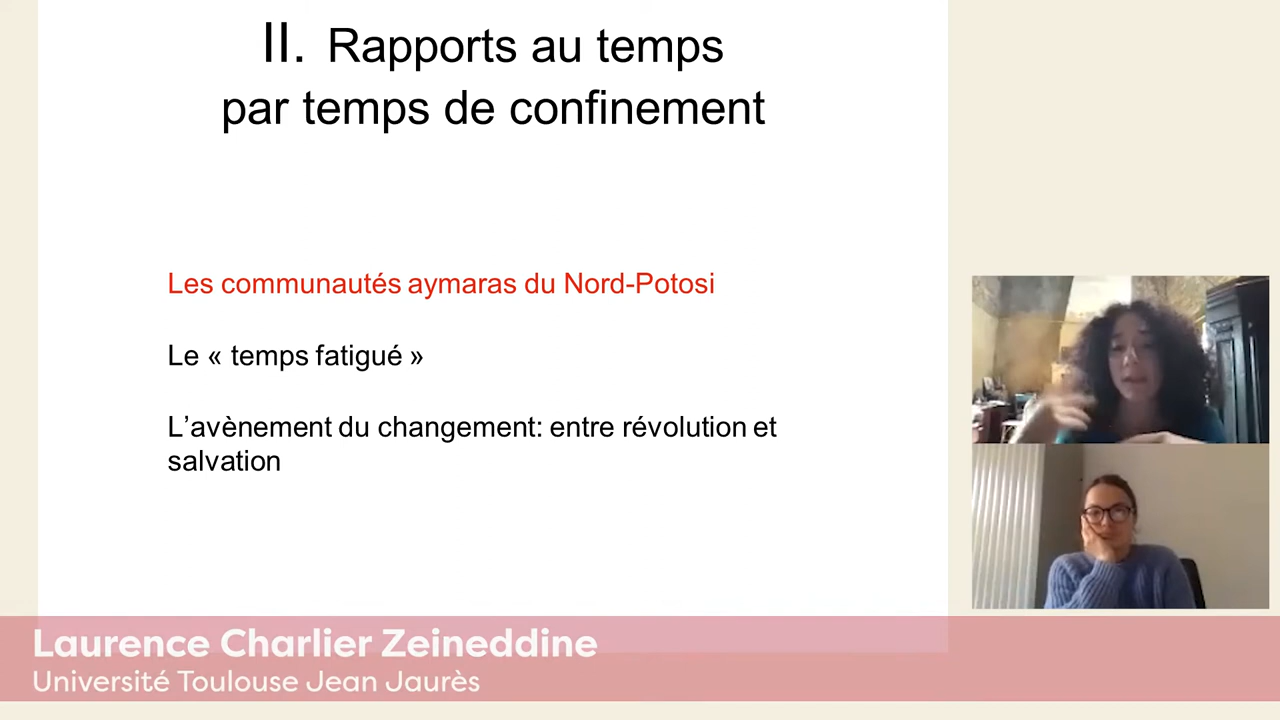 II. Rapports au temps
par temps de confinement
Les communautés aymaras du Nord-Potosi
Le « temps fatigué »
L’avènement du changement: entre révolution et
salvation
Laurence Charlier Zeineddine
Université Toulouse Jean Jaurès